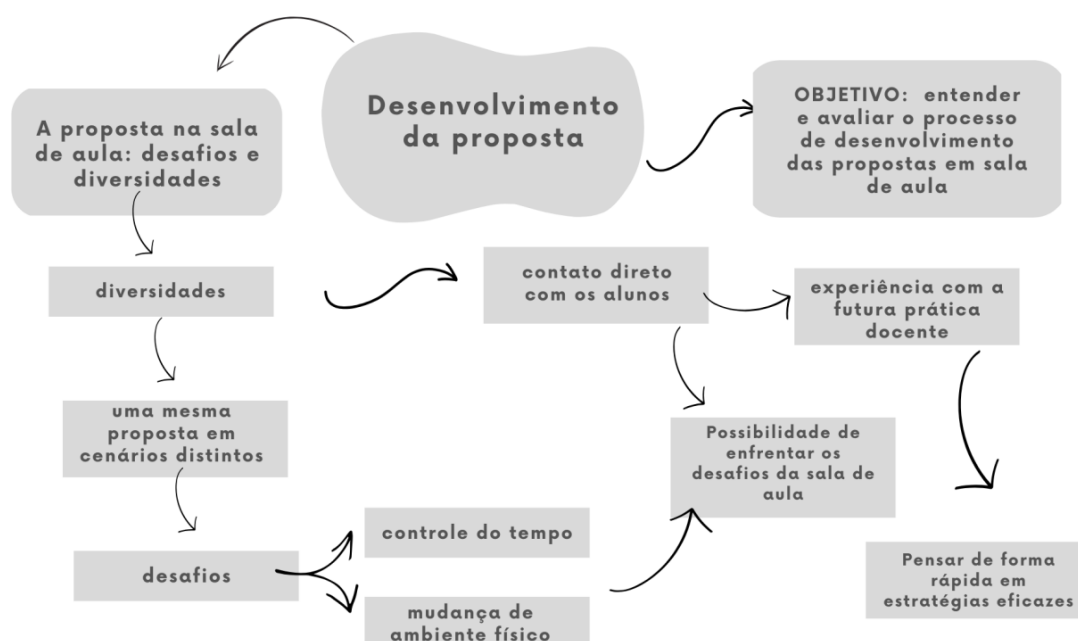 Desenvolvimento
da proposta
OBJETIVO: entender
e avaliar o processo
de desenvolvimento
das propostas em sala
de aula
A proposta na sala
de aula: desafios e
diversidades
diversidades
contato direto
com os alunos
experiência com a
futura prática
docente
uma mesma
proposta em
cenários distintos
Possibilidade de
enfrentar os
desafios da sala de
aula
controle do tempo
desafios
mudança de
ambiente físico
Pensar de forma
rápida em
estratégias eficazes